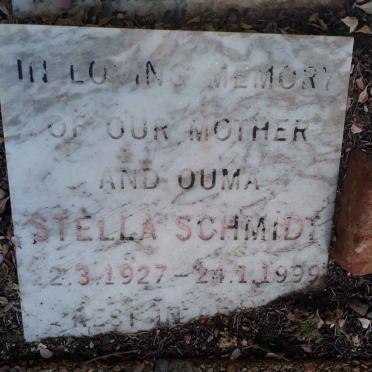 IN LOVING MEMORY
OF OUR MOTHER
AND OUMA
STELLA SCHMIDT
2.3.1927 – 24.1.1999
REST IN